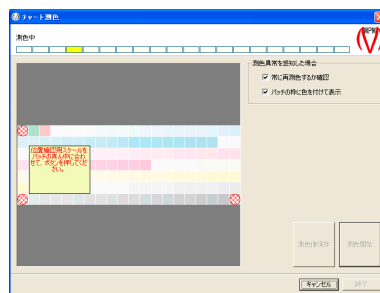 チャート測色
測色中
測色異常を感知した場合
常に再測色するか確認
パッチの枠に色を付けて表示
位置確認用スケールを
パッチの真ん中に合わ
せて、ボタンを押してくだ
さい。
測色値保存
測色開始
キャンセル
終了